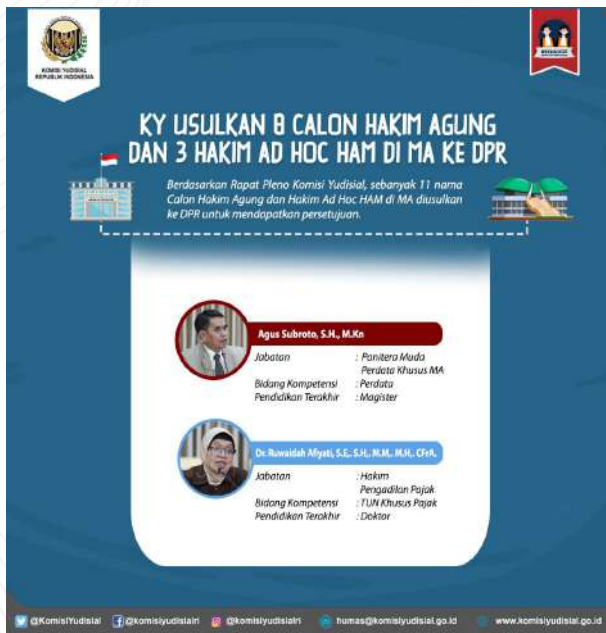 KOMISI YUDISIAL
REPUBLIK INDONESIA
KY USULKAN 8 CALON HAKIM AGUNG
DAN 3 HAKIM AD HOC HAM DI MA KE DPR
Berdasarkan Rapat Pleno Komisi Yudisial, sebanyak 11 nama
Calon Hakim Agung dan Hakim Ad Hoc HAM di MA diusulkan
ke DPR untuk mendapatkan persetujuan.
Agus Subroto, S.H., M.Kn
Jabatan : Panitera Muda
Perdata Khusus MA
Bidang Kompetensi : Perdata
Pendidikan Terakhir : Magister
Dr. Ruwaidah Afiyati, S.E,. S.H,. M.M,. M.H,. CFrA,
Jabatan : Hakim
Pengadilan Pajak
Bidang Kompetensi : TUN Khusus Pajak
Pendidikan Terakhir : Doktor
@KomisiYudisial @komisiyudisialri @komisiyudisialri humas@komisiyudisial.go.id www.komisiyudisial.go.id